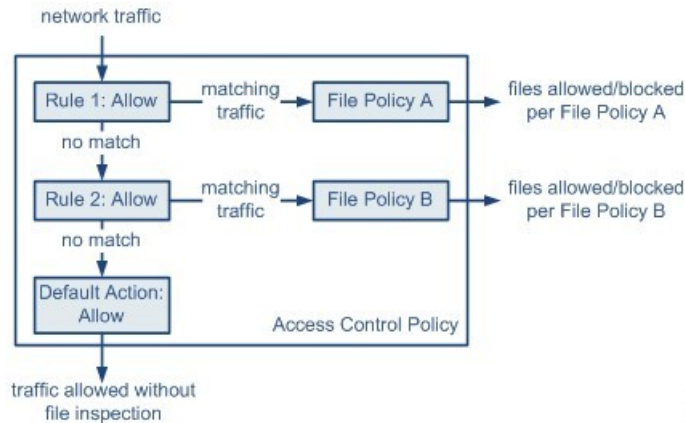 network traffic
Rule 1: Allow
matching
traffic
File Policy A
files allowed/blocked
per File Policy A
no match
Rule 2: Allow
matching
traffic
File Policy B
files allowed/blocked
per File Policy B
no match
Default Action:
Allow
Access Control Policy
traffic allowed without
file inspection